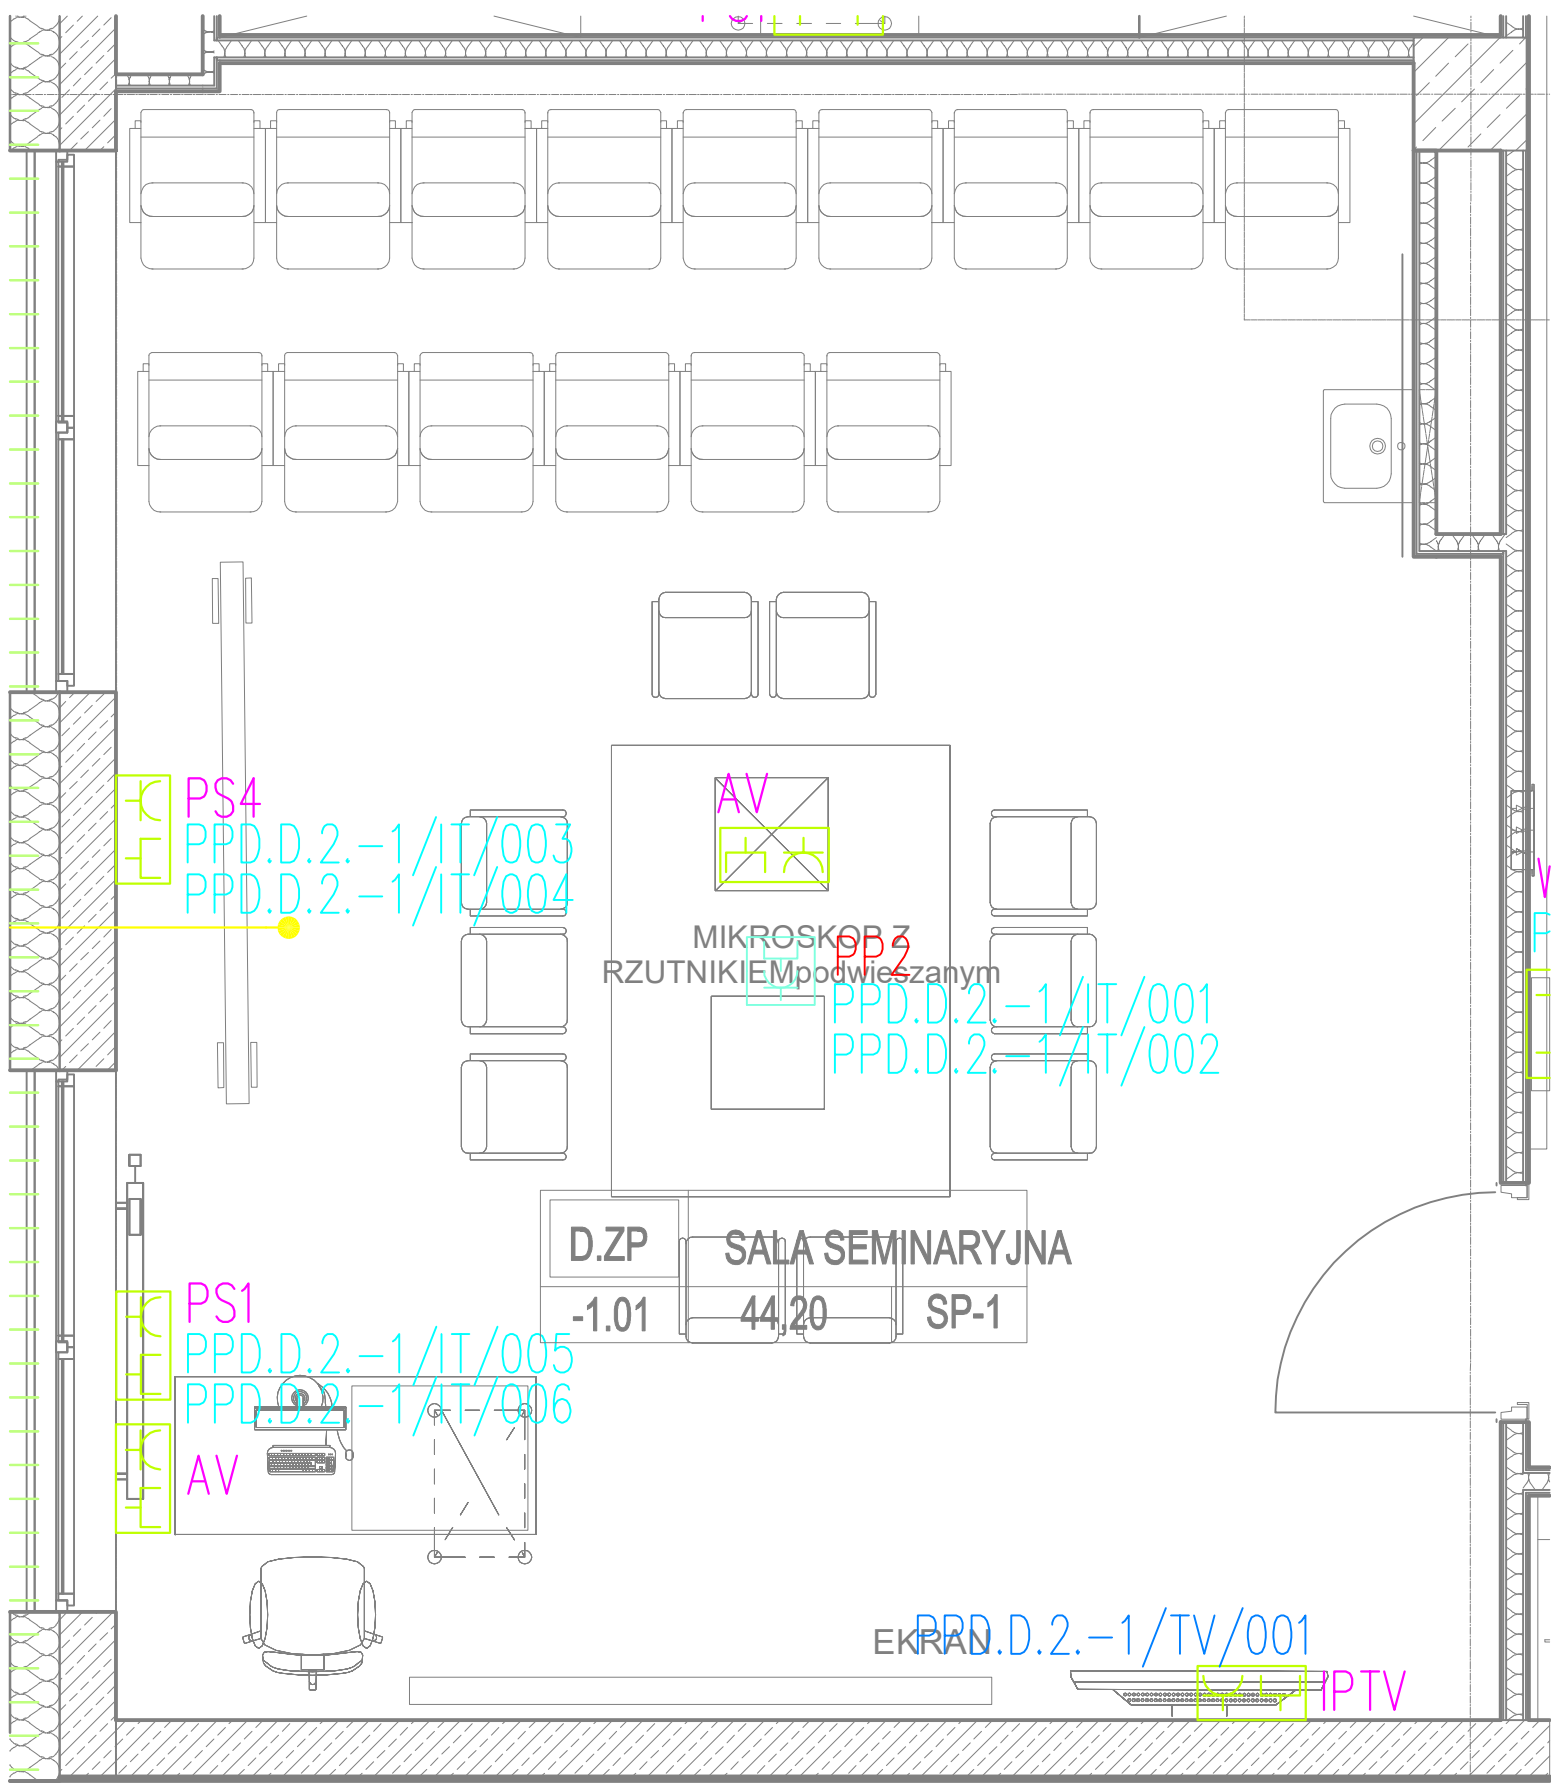 PS4
PPD.D.2.-1/IT/003
PPD.D.2.-1/IT/004
AV
MIKROSKOP Z
RZUTNIKIEMpodwieszanym
PP2
PPD.D.2.-1/IT/001
PPD.D.2.-1/IT/002
D.ZP
SALA SEMINARYJNA
-1.01
44,20
SP-1
PS1
PPD.D.2.-1/IT/005
PPD.D.2.-1/IT/006
AV
EKRAN
PPD.D.2.-1/TV/001
IPTV